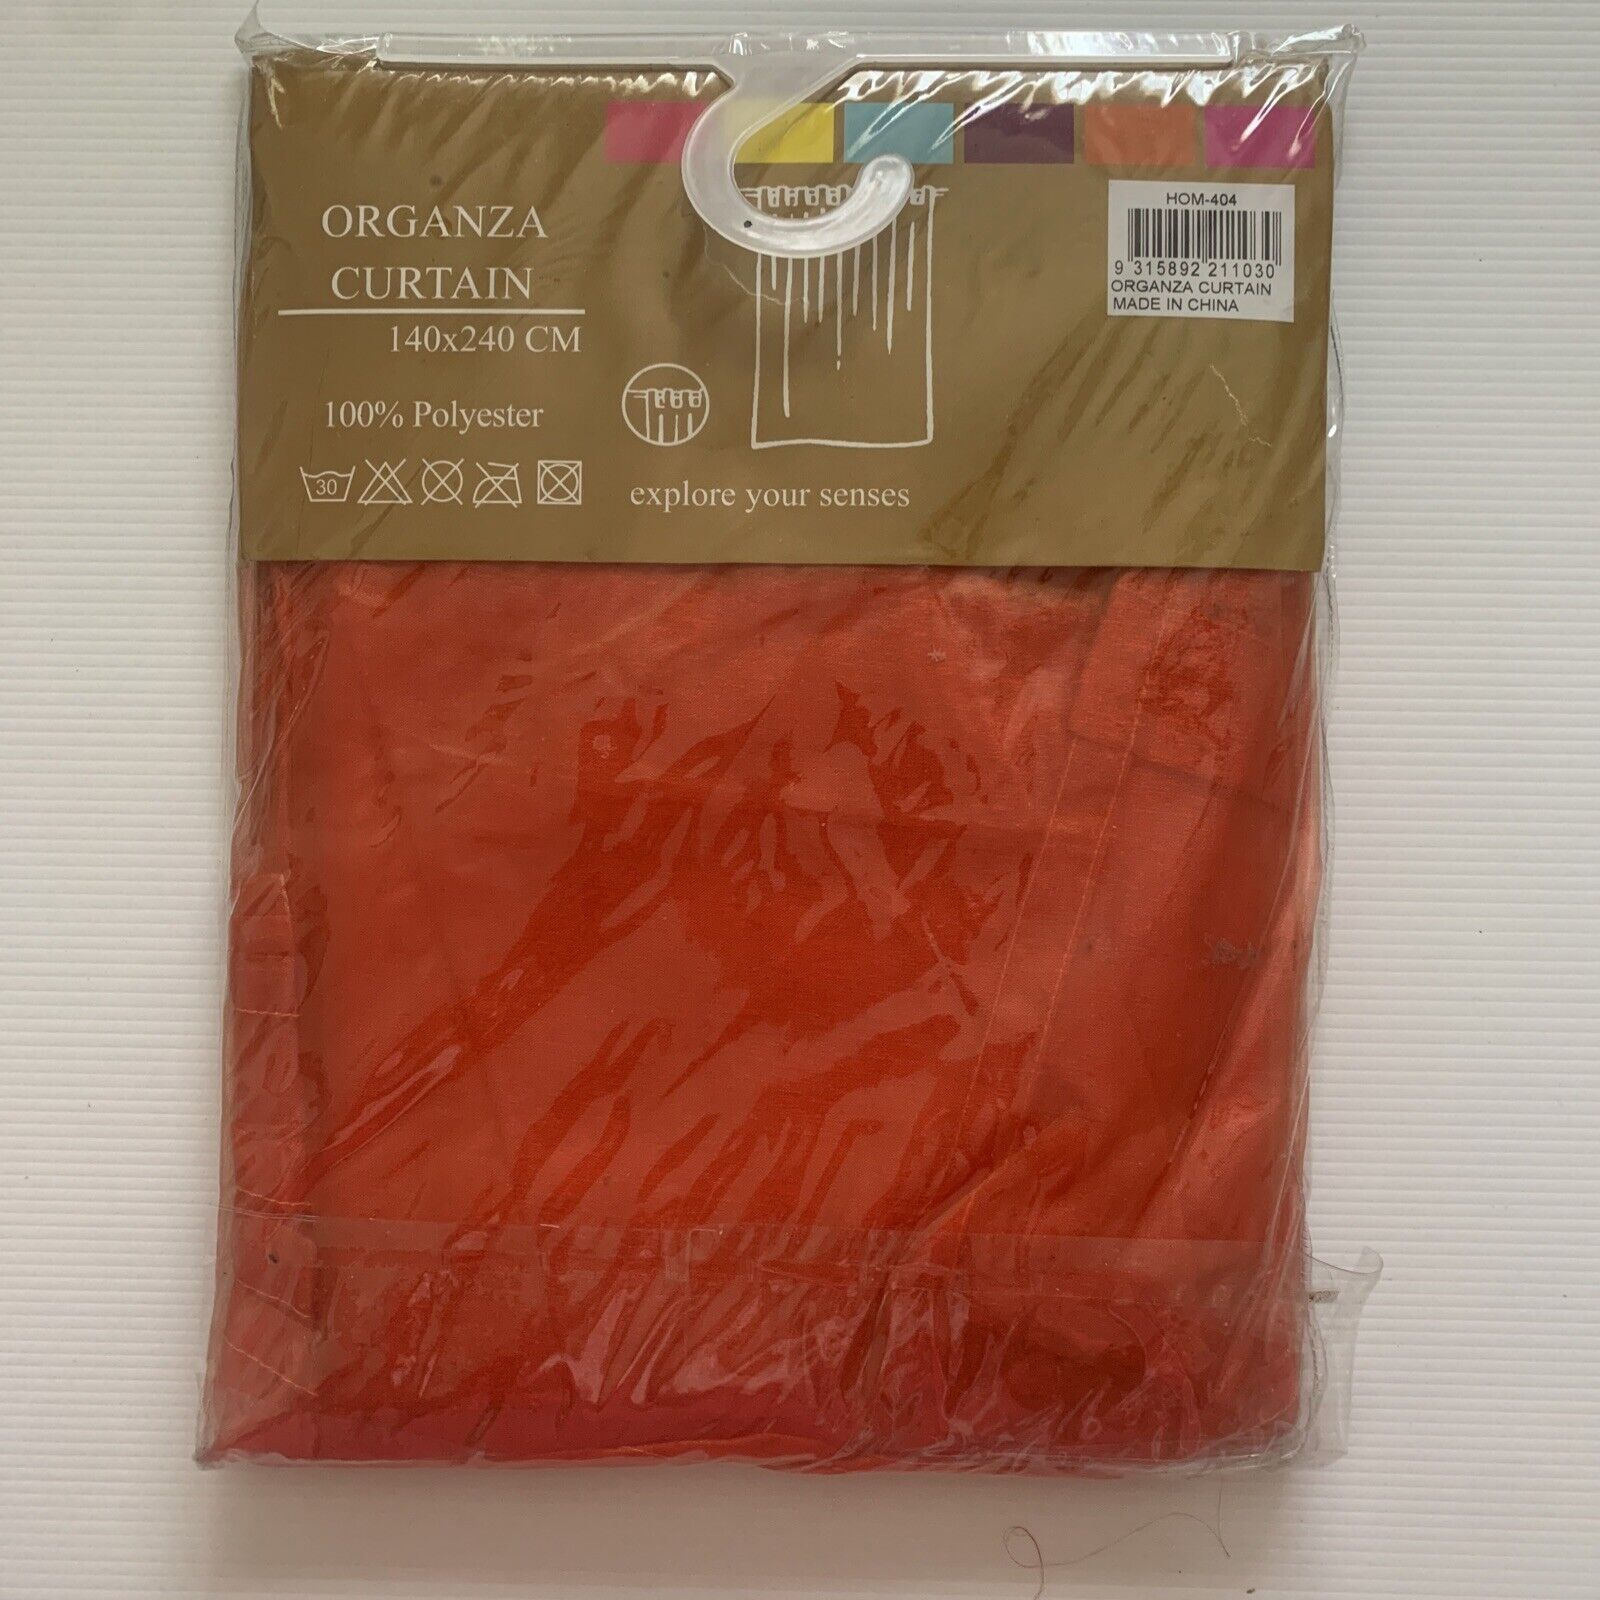 ORGANZA
CURTAIN
140x240 CM
100% Polyester
30
explore your senses
HOM-404
9 315892 211030
ORGANZA CURTAIN
MADE IN CHINA